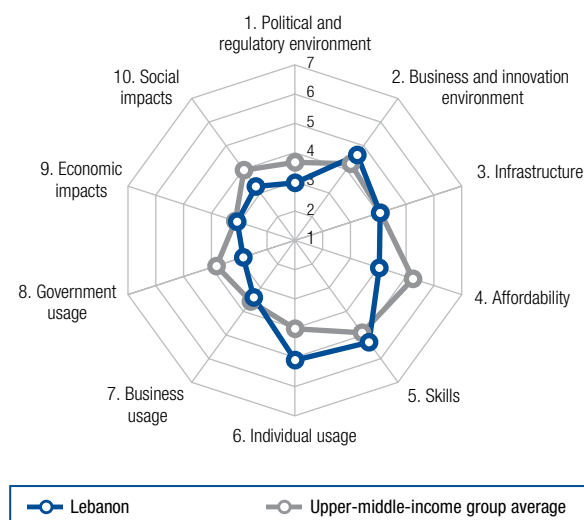 1. Political and
regulatory environment
10. Social
impacts
7
2. Business and innovation
environment
6
5
4
9. Economic
impacts
3. Infrastructure
3
2
1
8. Government
usage
4. Affordability
7. Business
usage
5. Skills
6. Individual usage
Lebanon
Upper-middle-income group average